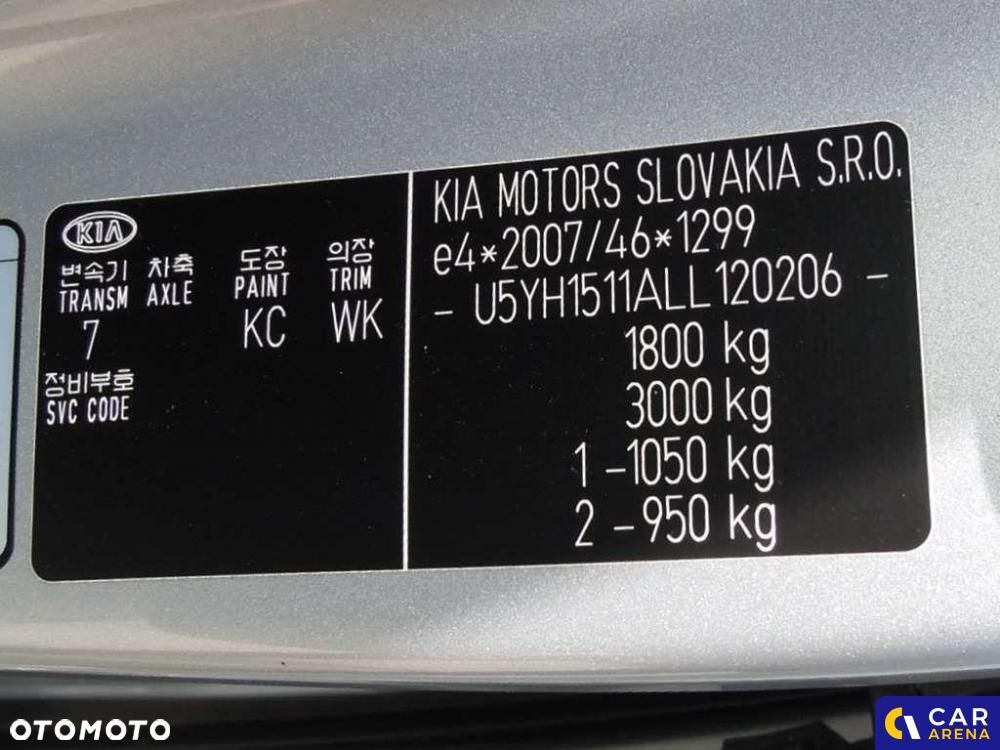 KIA
변속기 차축 도장 의장
TRANSM AXLE PAINT TRIM
7 KC WK
정비부호
SVC CODE
KIA MOTORS SLOVAKIA S.R.O.
e4*2007/46*1299
- U5YH1511ALL120206 -
1800 kg
3000 kg
1 -1050 kg
2 -950 kg
OTOMOTO
CAR
ARENA